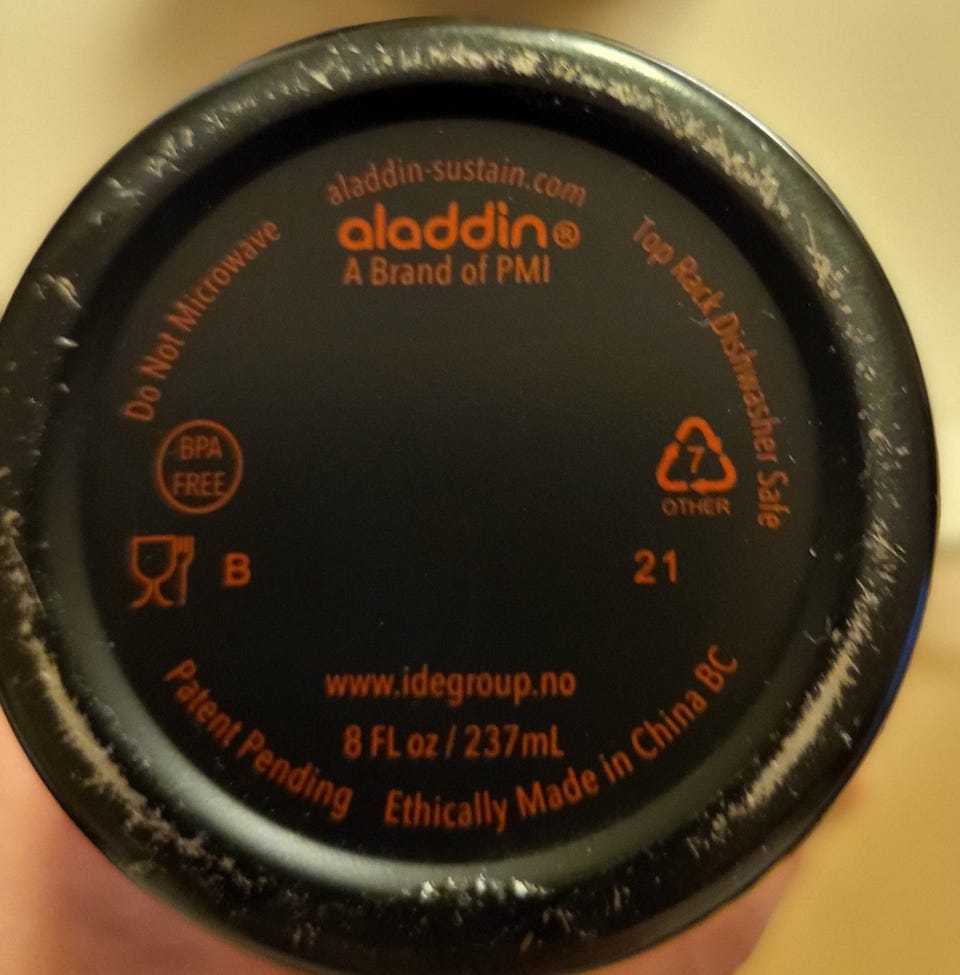 aladdin-sustain.com
aladdin®
A Brand of PMI
Do Not Microwave
Top Rack Dishwasher Safe
BPA
FREE
7
OTHER
B
21
www.idegroup.no
8 FL oz / 237mL
Patent Pending
Ethically Made in China BC